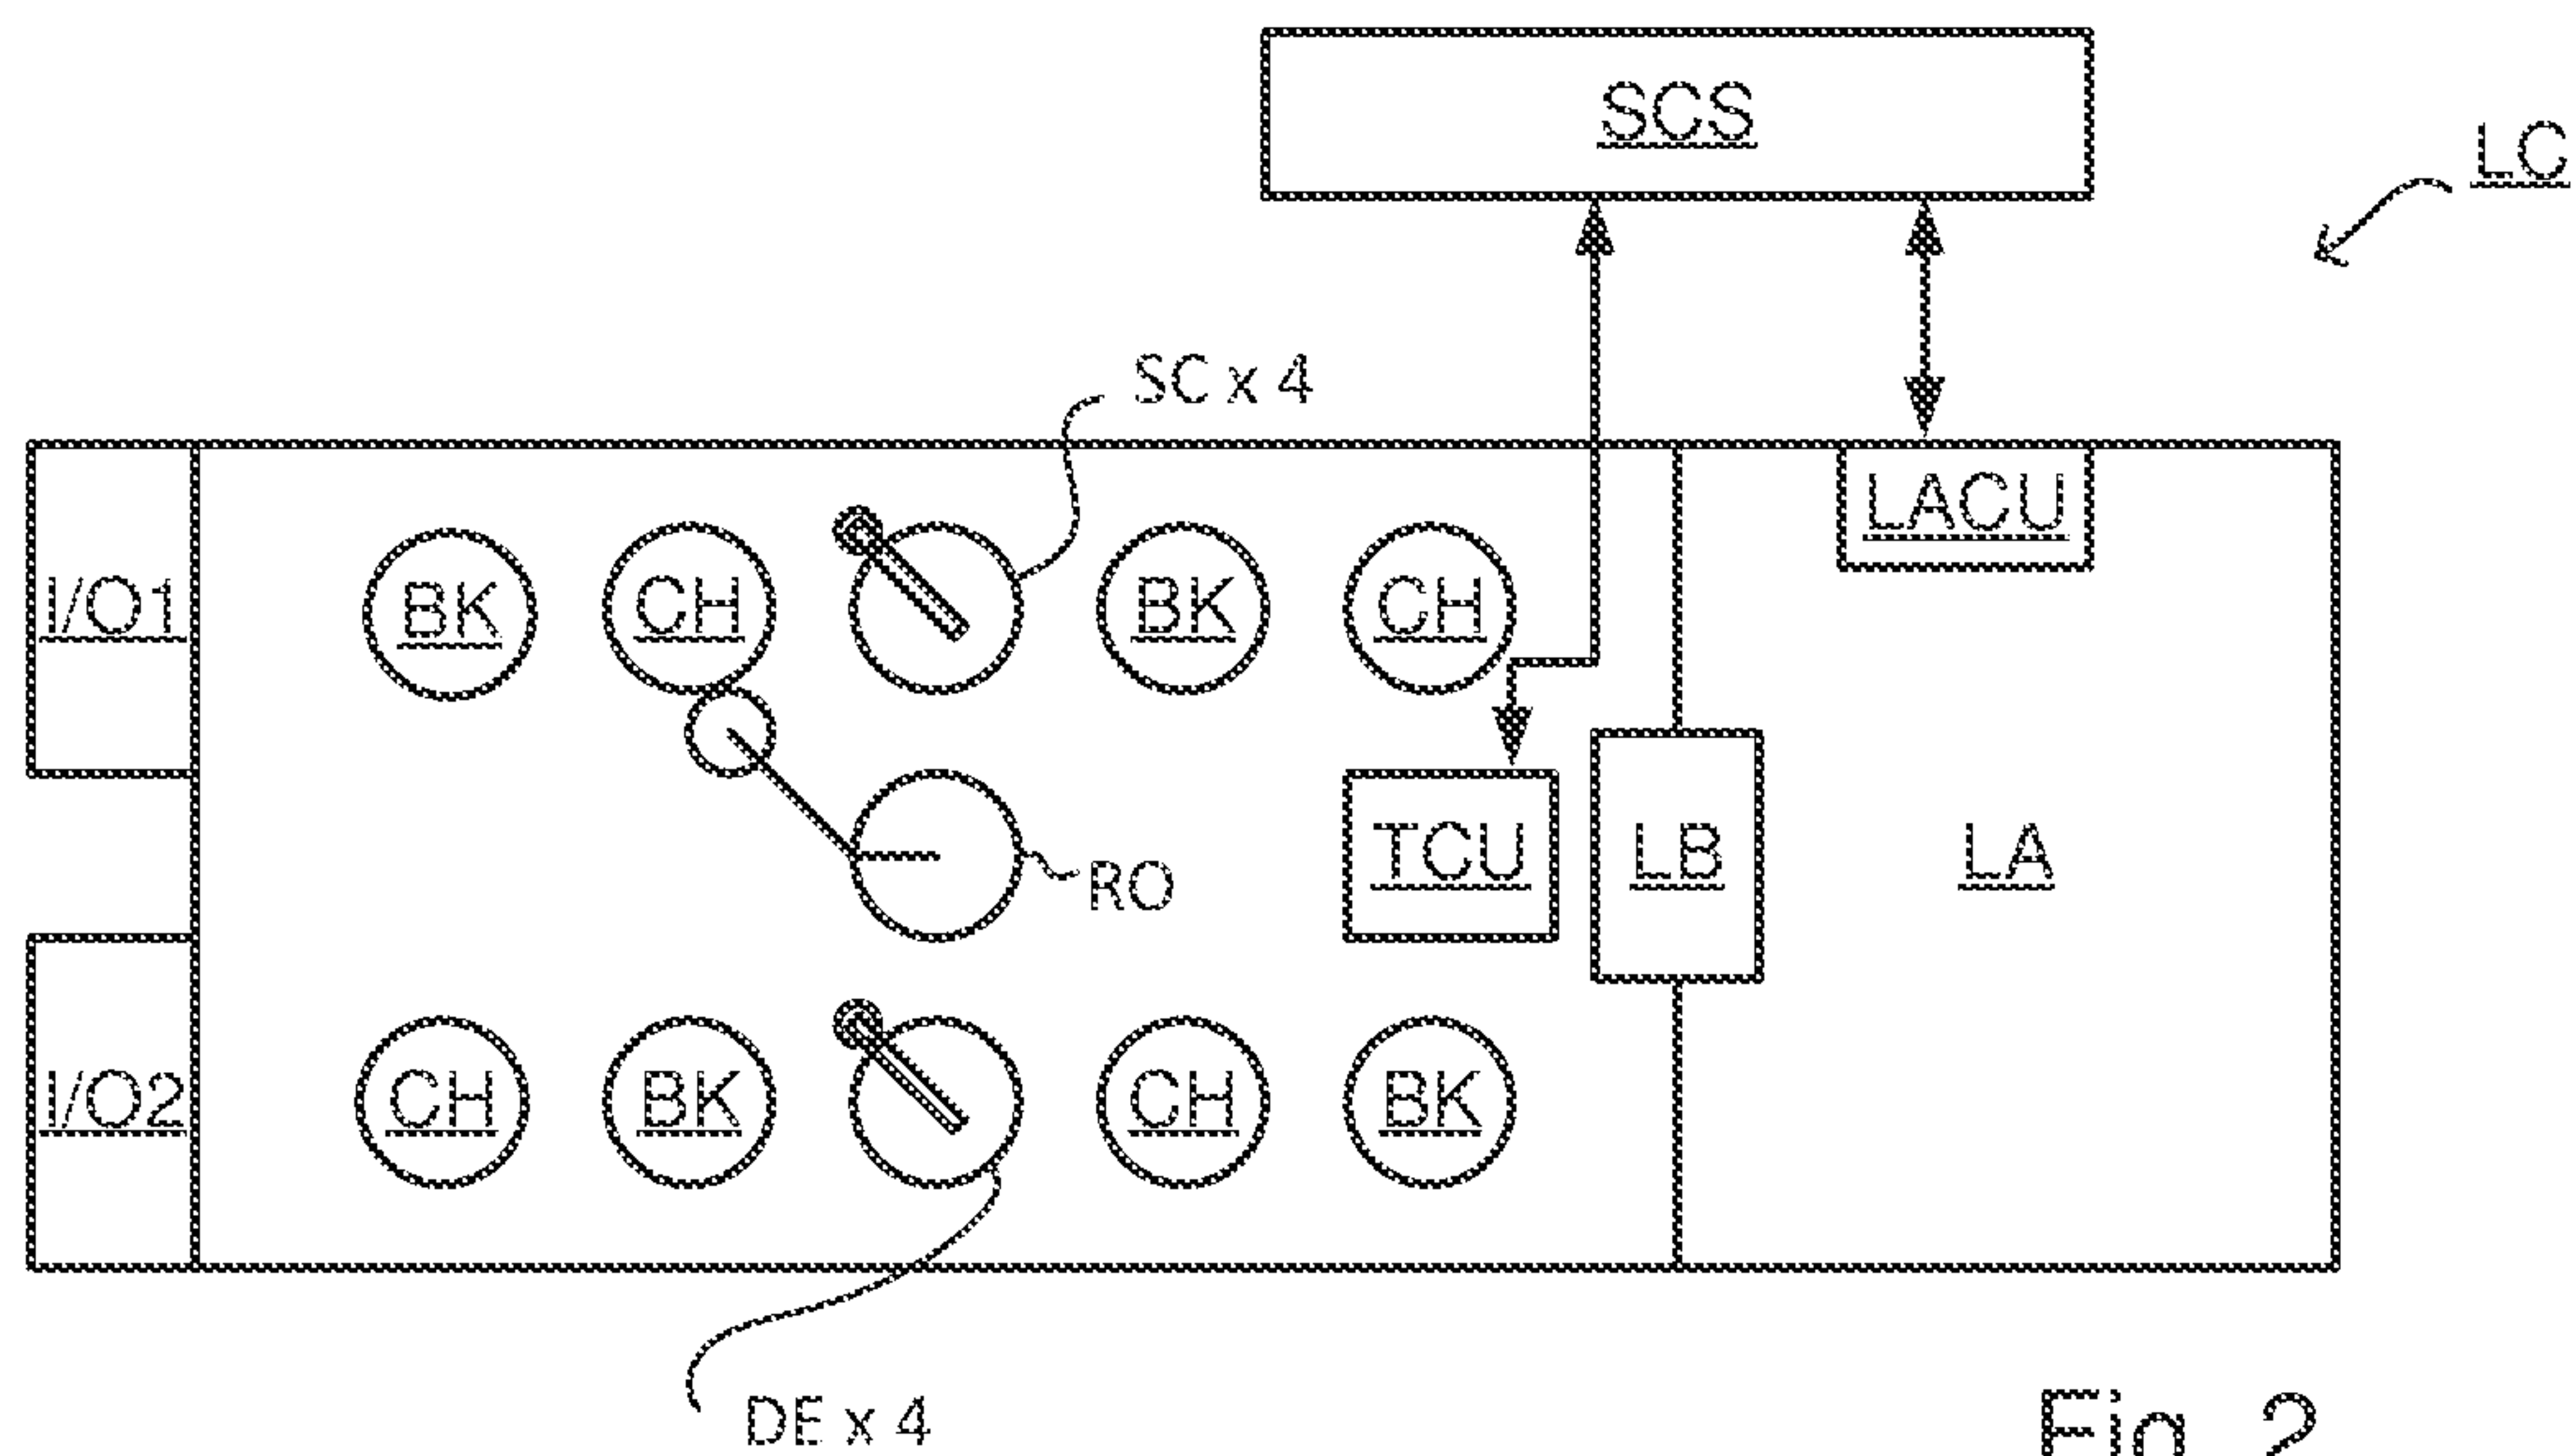 SCS
LC
SC x 4
LACU
I/O1
BK
CH
BK
CH
TCU
LB
LA
RO
I/O2
CH
BK
CH
BK
DE x 4
Fig. 2